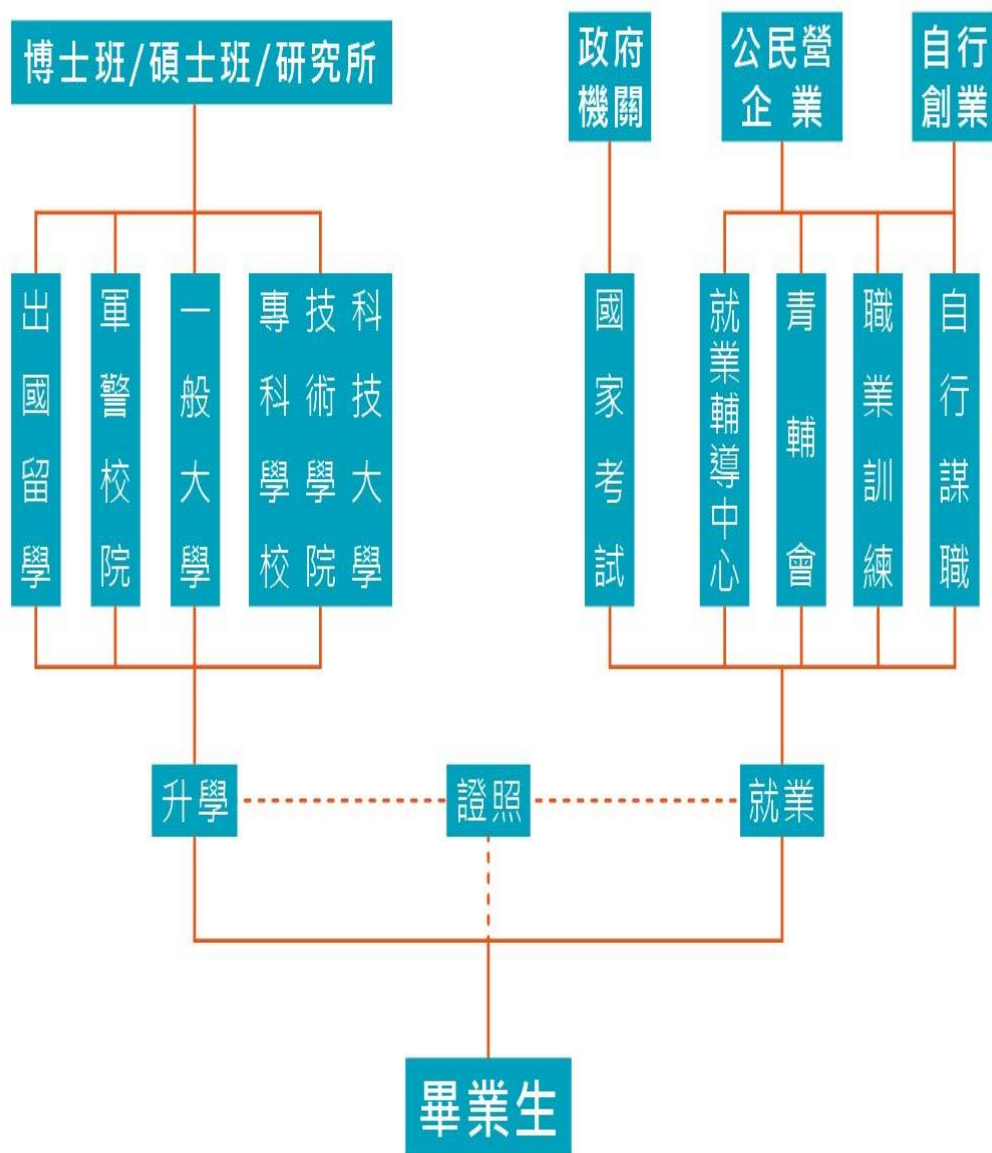 博士班/碩士班/研究所
政府
機關
公民營
企業
自行
創業
出國留學
軍警校院
一般大學
科技大學
技術學院
專科學校
國家考試
就業輔導中心
青輔會
職業訓練
自行謀職
升學
證照
就業
畢業生